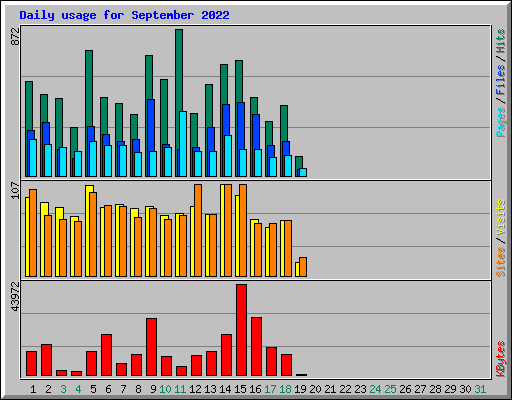 Daily usage for September 2022
872
Pages / Files / Hits
107
Sites / Visits
43972
KBytes
1 2 3 4 5 6 7 8 9 10 11 12 13 14 15 16 17 18 19 20 21 22 23 24 25 26 27 28 29 30 31